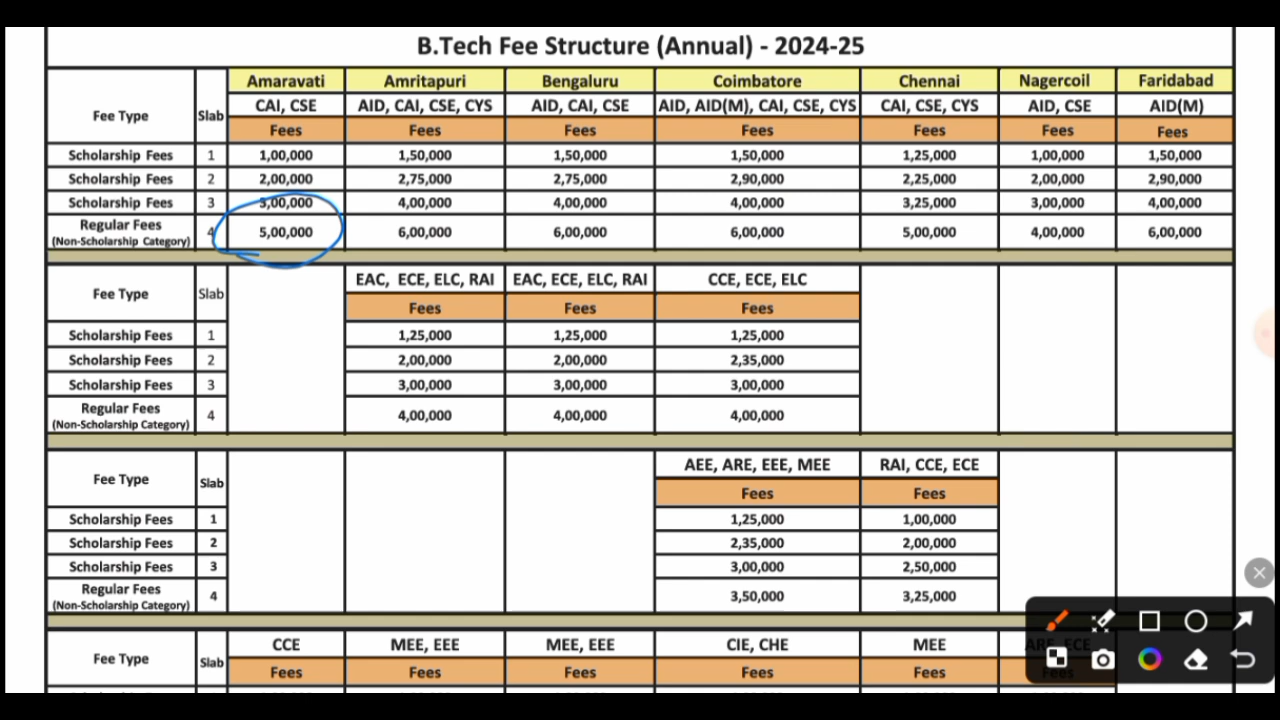 B.Tech Fee Structure (Annual) - 2024-25
Fee Type Slab Amaravati Amritapuri Bengaluru Coimbatore Chennai Nagercoil Faridabad
CAI, CSE AID, CAI, CSE, CYS AID, CAI, CSE AID, AID(M), CAI, CSE, CYS CAI, CSE, CYS AID, CSE AID(M)
Fees Fees Fees Fees Fees Fees Fees
Scholarship Fees 1 1,00,000 1,50,000 1,50,000 1,50,000 1,25,000 1,00,000 1,50,000
Scholarship Fees 2 2,00,000 2,75,000 2,75,000 2,90,000 2,25,000 2,00,000 2,90,000
Scholarship Fees 3 3,00,000 4,00,000 4,00,000 4,00,000 3,25,000 3,00,000 4,00,000
Regular Fees
(Non-Scholarship Category) 4 5,00,000 6,00,000 6,00,000 6,00,000 5,00,000 4,00,000 6,00,000
Fee Type Slab EAC, ECE, ELC, RAI EAC, ECE, ELC, RAI CCE, ECE, ELC
Fees Fees Fees
Scholarship Fees 1 1,25,000 1,25,000 1,25,000
Scholarship Fees 2 2,00,000 2,00,000 2,35,000
Scholarship Fees 3 3,00,000 3,00,000 3,00,000
Regular Fees
(Non-Scholarship Category) 4 4,00,000 4,00,000 4,00,000
Fee Type Slab AEE, ARE, EEE, MEE RAI, CCE, ECE
Fees Fees
Scholarship Fees 1 1,25,000 1,00,000
Scholarship Fees 2 2,35,000 2,00,000
Scholarship Fees 3 3,00,000 2,50,000
Regular Fees
(Non-Scholarship Category) 4 3,50,000 3,25,000
Fee Type Slab CCE MEE, EEE MEE, EEE CIE, CHE MEE ARE, ECE
Fees Fees Fees Fees Fees